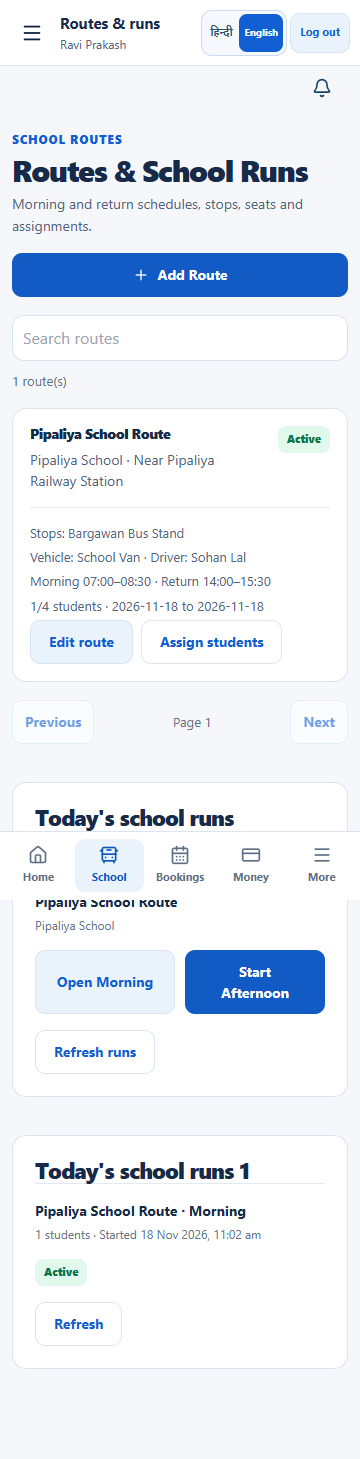 Routes & runs
Ravi Prakash
हिन्दी
English
Log out
SCHOOL ROUTES
Routes & School Runs
Morning and return schedules, stops, seats and
assignments.
+ Add Route
Search routes
1 route(s)
Pipaliya School Route
Active
Pipaliya School · Near Pipaliya
Railway Station
Stops: Bargawan Bus Stand
Vehicle: School Van · Driver: Sohan Lal
Morning 07:00–08:30 · Return 14:00–15:30
1/4 students · 2026-11-18 to 2026-11-18
Edit route
Assign students
Previous
Page 1
Next
Today's school runs
Home
School
Bookings
Money
More
Pipaliya School Route
Pipaliya School
Open Morning
Start
Afternoon
Refresh runs
Today's school runs 1
Pipaliya School Route · Morning
1 students · Started 18 Nov 2026, 11:02 am
Active
Refresh